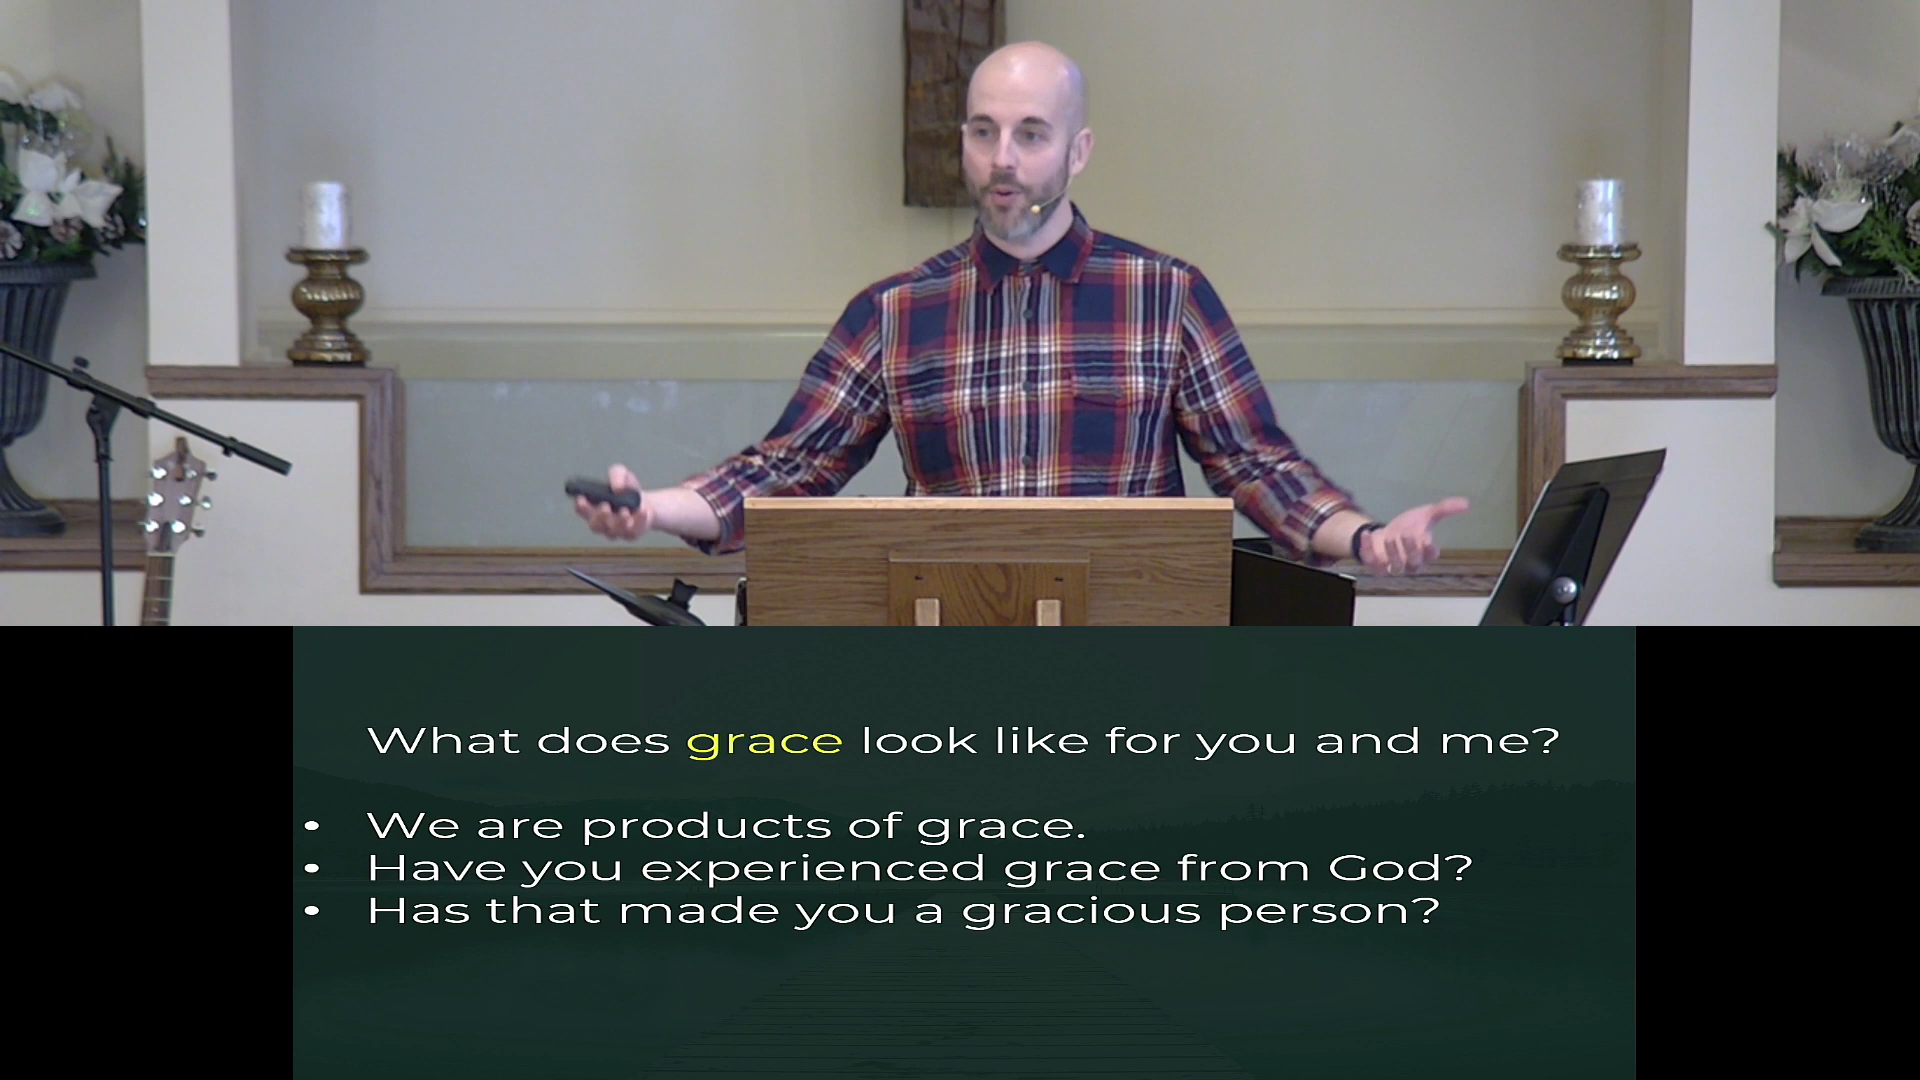 What does grace look like for you and me?
• We are products of grace.
• Have you experienced grace from God?
• Has that made you a gracious person?